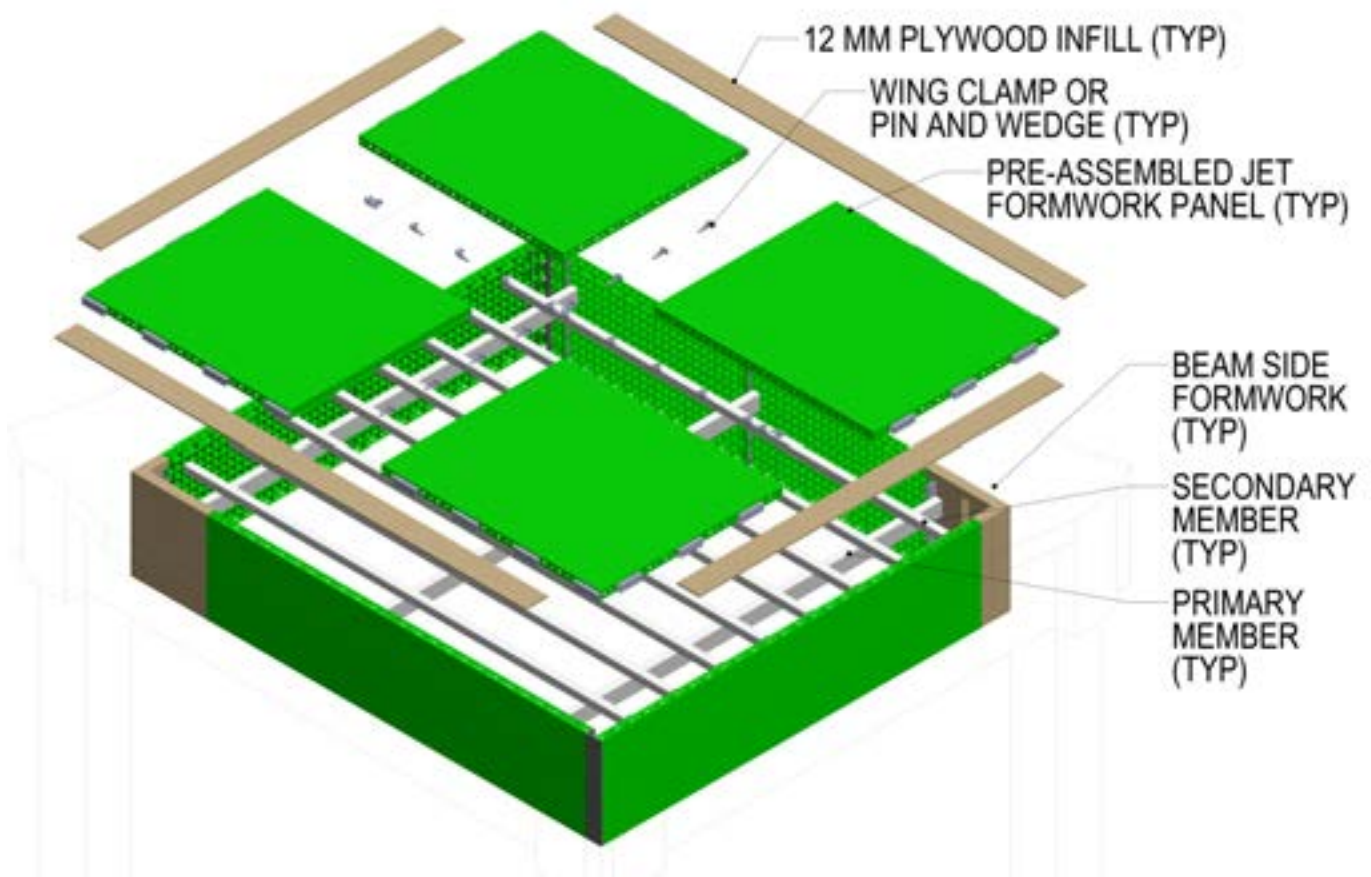 12 MM PLYWOOD INFILL (TYP)
WING CLAMP OR
PIN AND WEDGE (TYP)
PRE-ASSEMBLED JET
FORMWORK PANEL (TYP)
BEAM SIDE
FORMWORK
(TYP)
SECONDARY
MEMBER
(TYP)
PRIMARY
MEMBER
(TYP)